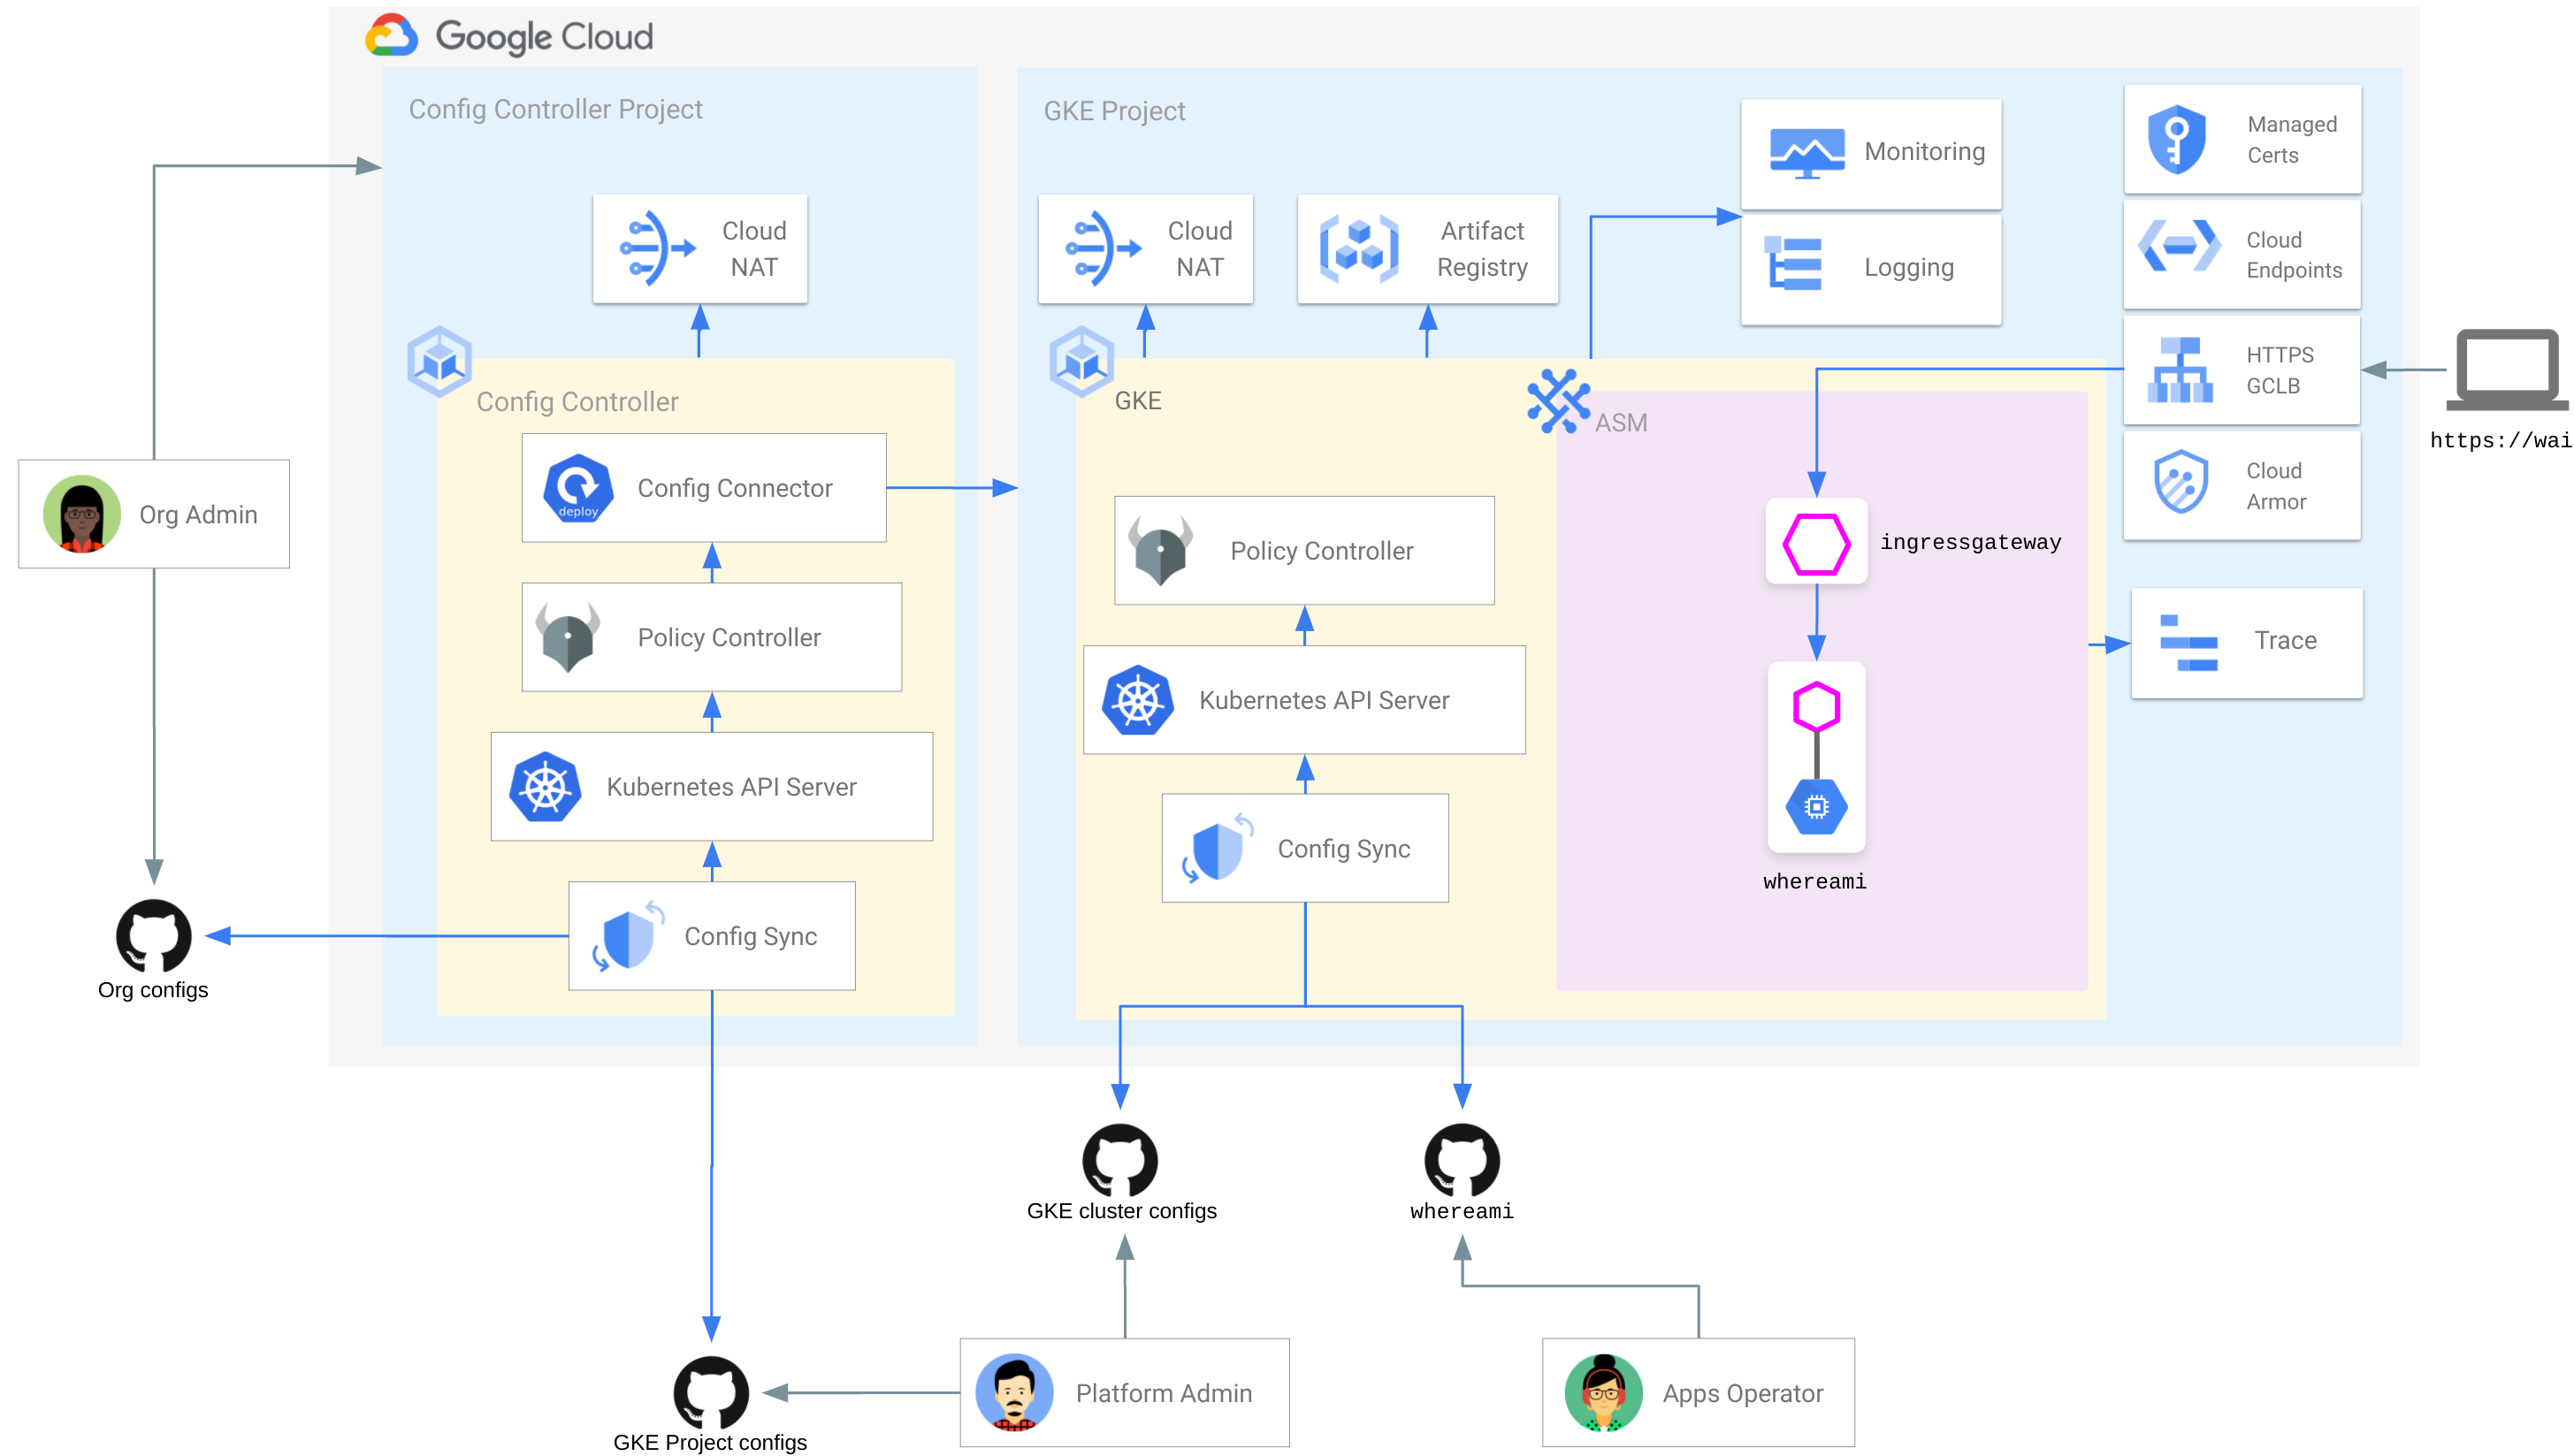 Google Cloud
Config Controller Project
Cloud
NAT
Config Controller
deploy
Config Connector
Policy Controller
Kubernetes API Server
Config Sync
Org Admin
Org configs
GKE Project
Cloud
NAT
Artifact
Registry
Monitoring
Logging
Managed
Certs
Cloud
Endpoints
HTTPS
GCLB
Cloud
Armor
Trace
https://wai
GKE
ASM
Policy Controller
Kubernetes API Server
Config Sync
ingressgateway
whereami
GKE cluster configs
whereami
GKE Project configs
Platform Admin
Apps Operator